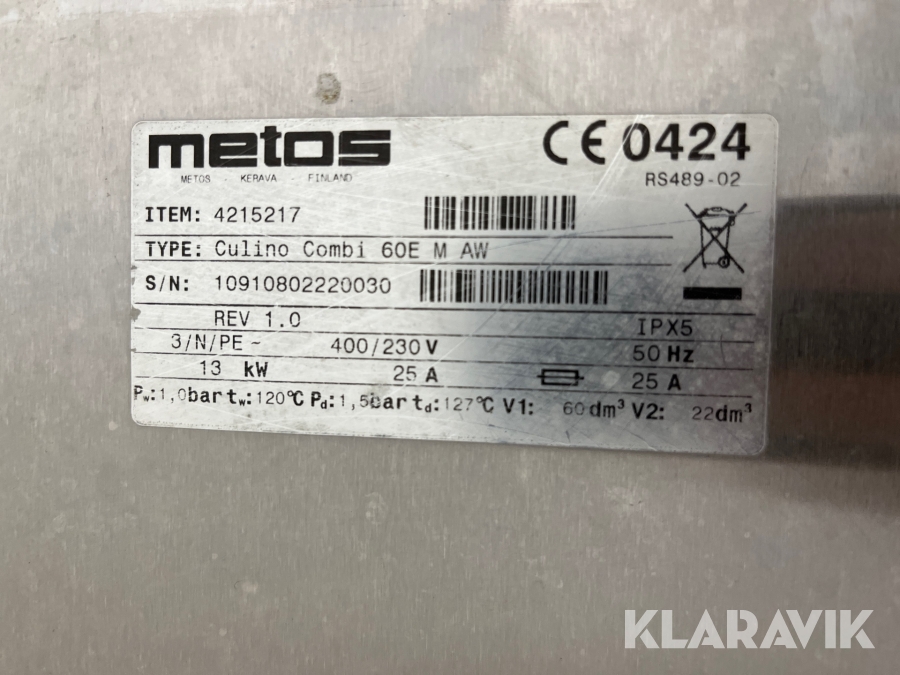 metos
METOS - KERAVA - FINLAND
CE 0424
RS489-02
ITEM: 4215217
TYPE: Culino Combi 60E M AW
S/N: 10910802220030
REV 1.0 IPX5
3/N/PE~ 400/230 V 50 Hz
13 kW 25 A 25 A
Pw:1,0bar tw:120°C Pd:1,5bar td:127°C V1: 60dm³ V2: 22dm³
KLARAVIK